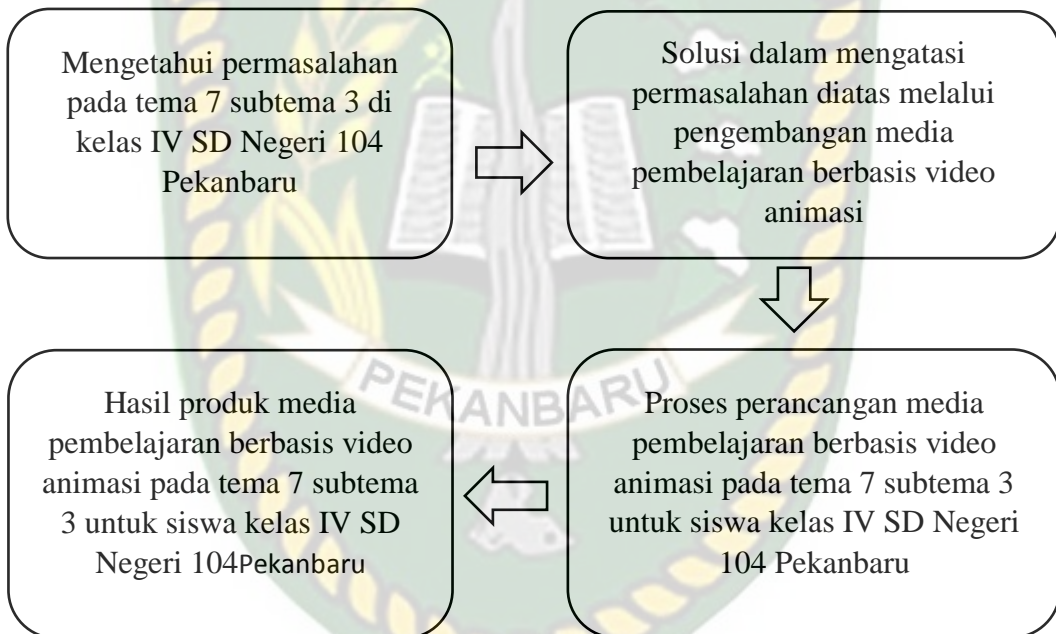 Mengetahui permasalahan
pada tema 7 subtema 3 di
kelas IV SD Negeri 104
Pekanbaru
Solusi dalam mengatasi
permasalahan diatas melalui
pengembangan media
pembelajaran berbasis video
animasi
Proses perancangan media
pembelajaran berbasis video
animasi pada tema 7 subtema 3
untuk siswa kelas IV SD Negeri
104 Pekanbaru
Hasil produk media
pembelajaran berbasis video
animasi pada tema 7 subtema
3 untuk siswa kelas IV SD
Negeri 104Pekanbaru
PEKANBARU